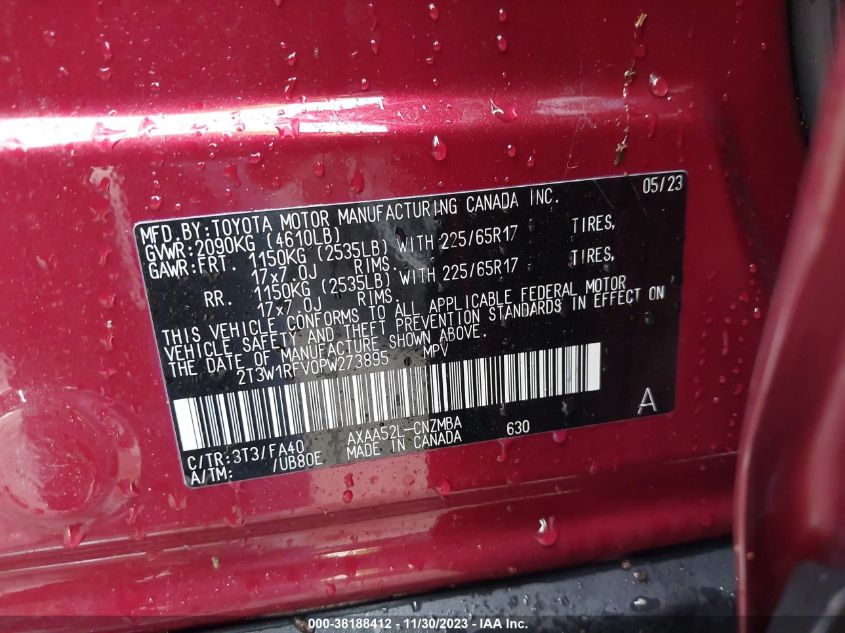 05/23
MFD.BY:TOYOTA MOTOR MANUFACTURING CANADA INC.
GVWR:2090KG (4610LB)
GAWR:FRT. 1150KG (2535LB) WITH 225/65R17 TIRES,
17x7.0J RIMS.
RR. 1150KG (2535LB) WITH 225/65R17 TIRES,
17x7.0J RIMS.
THIS VEHICLE CONFORMS TO ALL APPLICABLE FEDERAL MOTOR
VEHICLE SAFETY AND THEFT PREVENTION STANDARDS IN EFFECT ON
THE DATE OF MANUFACTURE SHOWN ABOVE.
2T3W1RFV0PW273895 MPV
C/TR:3T3/FA40 AXAA52L-CNZMBA 630 A
A/TM: /UB80E MADE IN CANADA
000-38188412 - 11/30/2023 - IAA Inc.